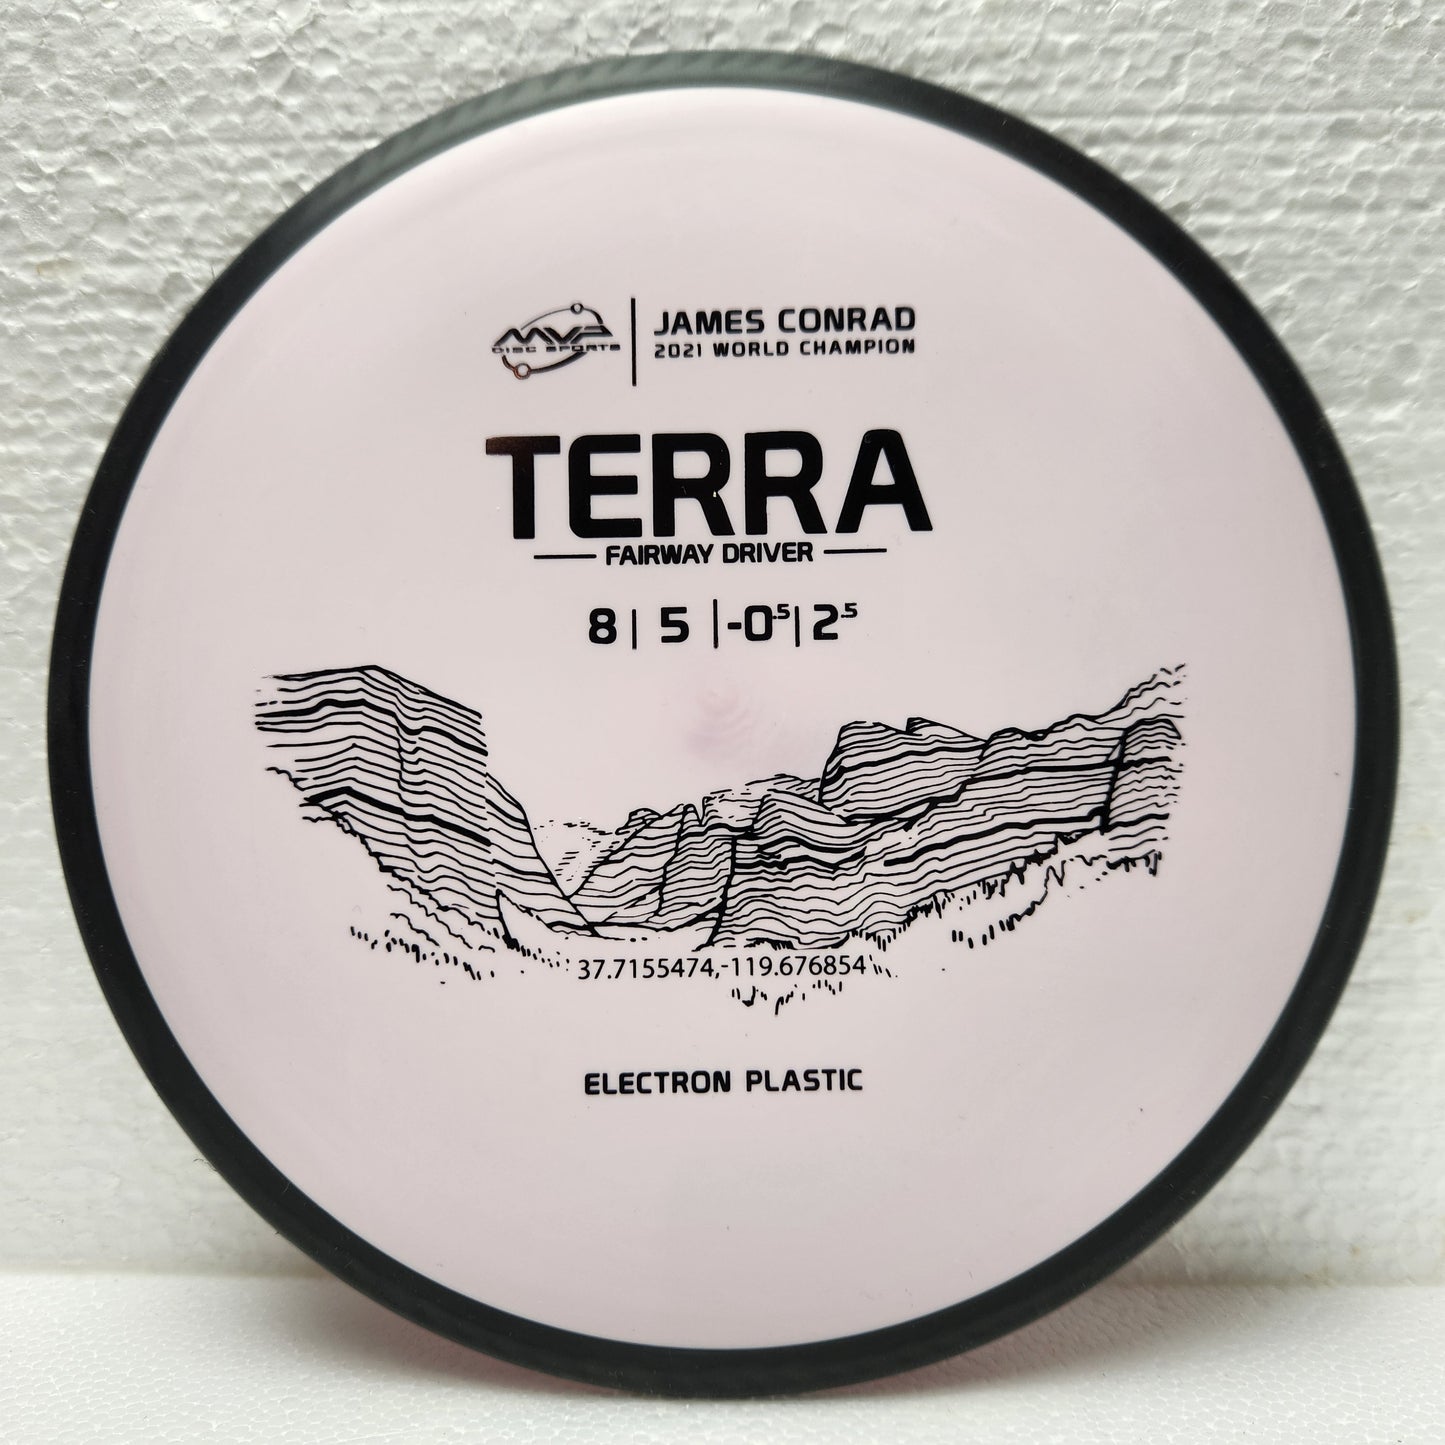 MVP
DISC SPORTS
JAMES CONRAD
2021 WORLD CHAMPION
TERRA
FAIRWAY DRIVER
8 | 5 | -0.5 | 2.5
37.7155474,-119.676854
ELECTRON PLASTIC